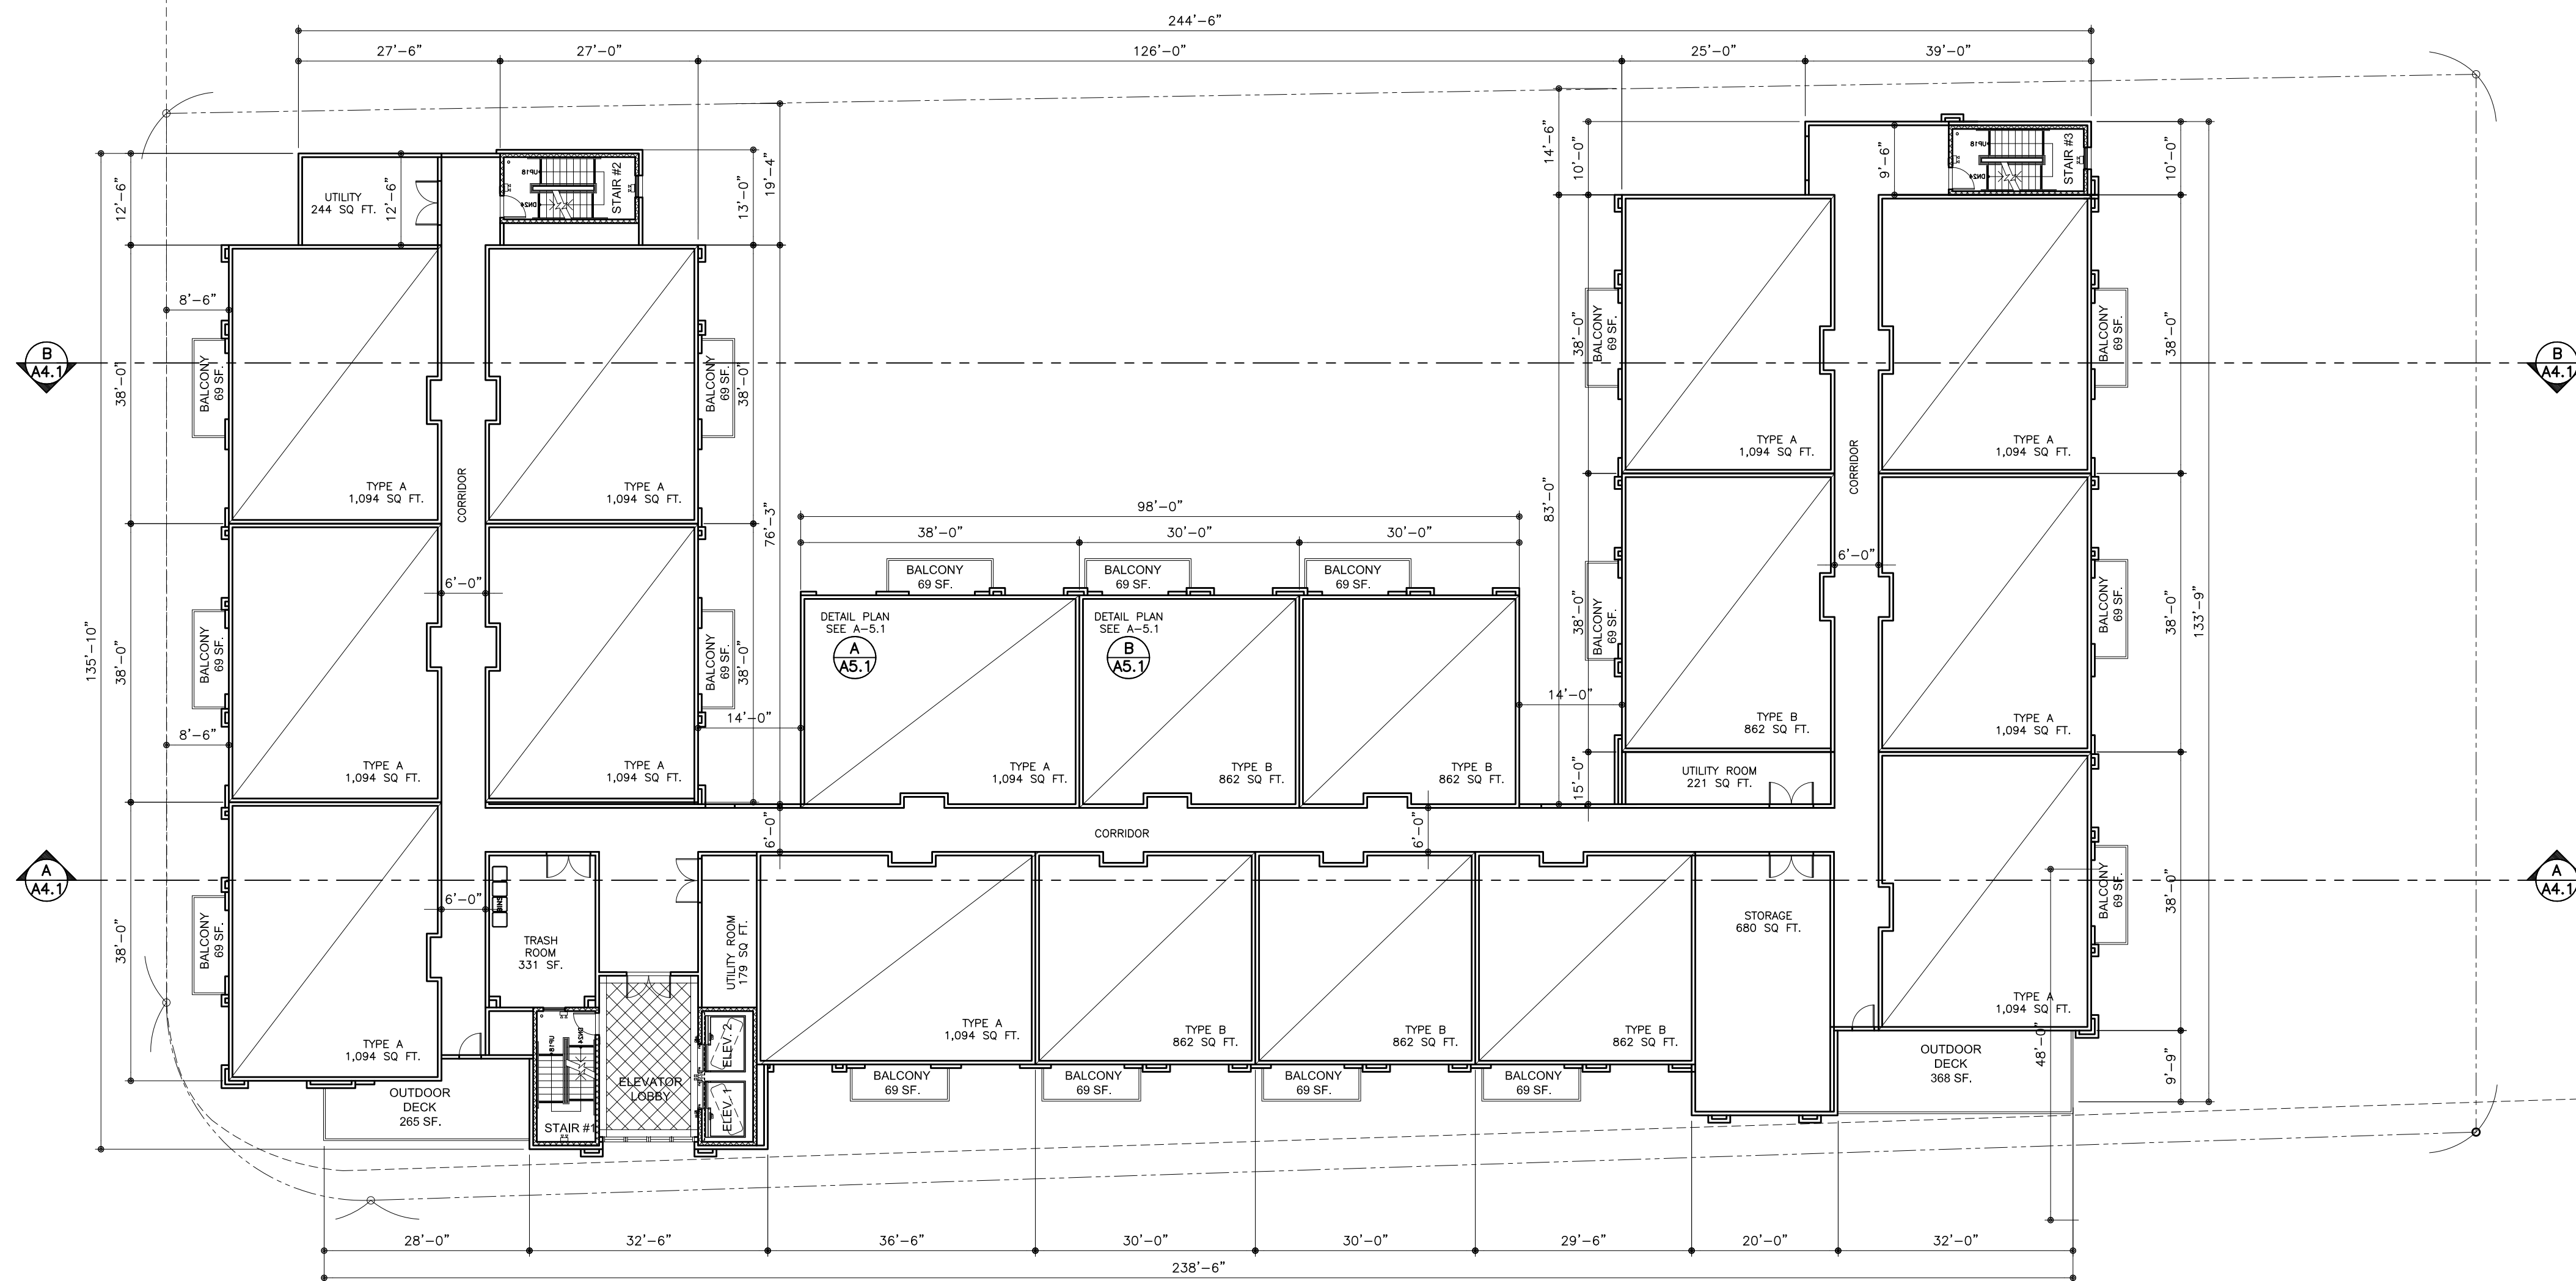 244'-6"
27'-6"
27'-0"
126'-0"
25'-0"
39'-0"
12'-6"
UTILITY
244 SQ FT.
12'-6"
UP18
DN24
STAIR #2
13'-0"
19'-4"
14'-6"
10'-0"
9'-6"
UP18
DN24
STAIR #3
10'-0"
8'-6"
B
A4.1
38'-0"
BALCONY
69 SF.
TYPE A
1,094 SQ FT.
CORRIDOR
TYPE A
1,094 SQ FT.
BALCONY
69 SF.
38'-0"
76'-3"
83'-0"
38'-0"
BALCONY
69 SF.
TYPE A
1,094 SQ FT.
CORRIDOR
TYPE A
1,094 SQ FT.
BALCONY
69 SF.
38'-0"
B
A4.1
98'-0"
38'-0"
30'-0"
30'-0"
BALCONY
69 SF.
BALCONY
69 SF.
BALCONY
69 SF.
135'-10"
38'-0"
BALCONY
69 SF.
8'-6"
6'-0"
TYPE A
1,094 SQ FT.
TYPE A
1,094 SQ FT.
BALCONY
69 SF.
38'-0"
14'-0"
DETAIL PLAN
SEE A-5.1
A
A5.1
TYPE A
1,094 SQ FT.
DETAIL PLAN
SEE A-5.1
B
A5.1
TYPE B
862 SQ FT.
TYPE B
862 SQ FT.
14'-0"
38'-0"
BALCONY
69 SF.
TYPE B
862 SQ FT.
6'-0"
TYPE A
1,094 SQ FT.
BALCONY
69 SF.
38'-0"
133'-9"
15'-0"
UTILITY ROOM
221 SQ FT.
6'-0"
CORRIDOR
6'-0"
A
A4.1
38'-0"
BALCONY
69 SF.
6'-0"
TYPE A
1,094 SQ FT.
TRASH
ROOM
331 SF.
UTILITY ROOM
179 SQ FT.
TYPE A
1,094 SQ FT.
TYPE B
862 SQ FT.
TYPE B
862 SQ FT.
TYPE B
862 SQ FT.
STORAGE
680 SQ FT.
TYPE A
1,094 SQ FT.
BALCONY
69 SF.
38'-0"
A
A4.1
48'-0"
9'-9"
OUTDOOR
DECK
265 SF.
UP18
DN24
STAIR #1
ELEVATOR
LOBBY
ELEV. 2
ELEV. 1
BALCONY
69 SF.
BALCONY
69 SF.
BALCONY
69 SF.
BALCONY
69 SF.
OUTDOOR
DECK
368 SF.
28'-0"
32'-6"
36'-6"
30'-0"
30'-0"
29'-6"
20'-0"
32'-0"
238'-6"